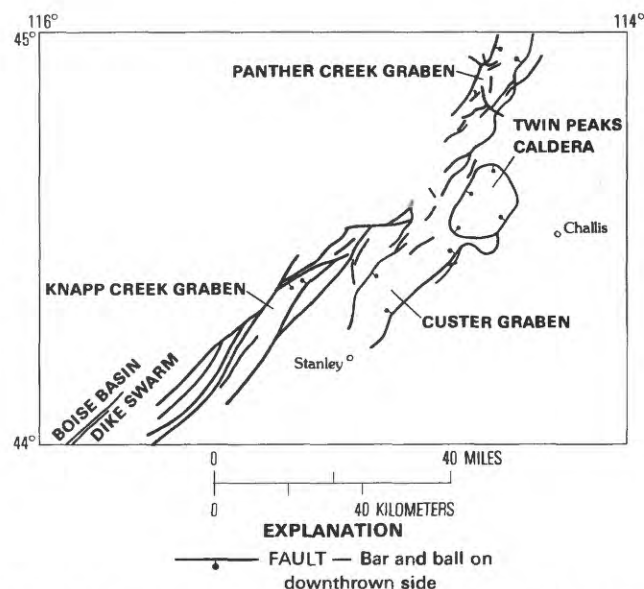 116°
114°
45°
PANTHER CREEK GRABEN
TWIN PEAKS
CALDERA
Challis
KNAPP CREEK GRABEN
CUSTER GRABEN
Stanley
BOISE BASIN
DIKE SWARM
44°
0
40 MILES
0
40 KILOMETERS
EXPLANATION
FAULT — Bar and ball on
downthrown side